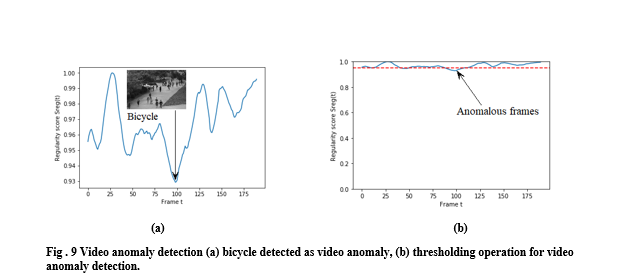 1.00
0.99
0.98
0.97
0.96
0.95
0.94
0.93
Regularity score Sreg(t)
Bicycle
0 25 50 75 100 125 150 175
Frame t
(a)
1.0
0.8
0.6
0.4
0.2
0.0
Regularity score Sreg(t)
Anomalous frames
0 25 50 75 100 125 150 175
Frame t
(b)
Fig . 9 Video anomaly detection (a) bicycle detected as video anomaly, (b) thresholding operation for video
anomaly detection.